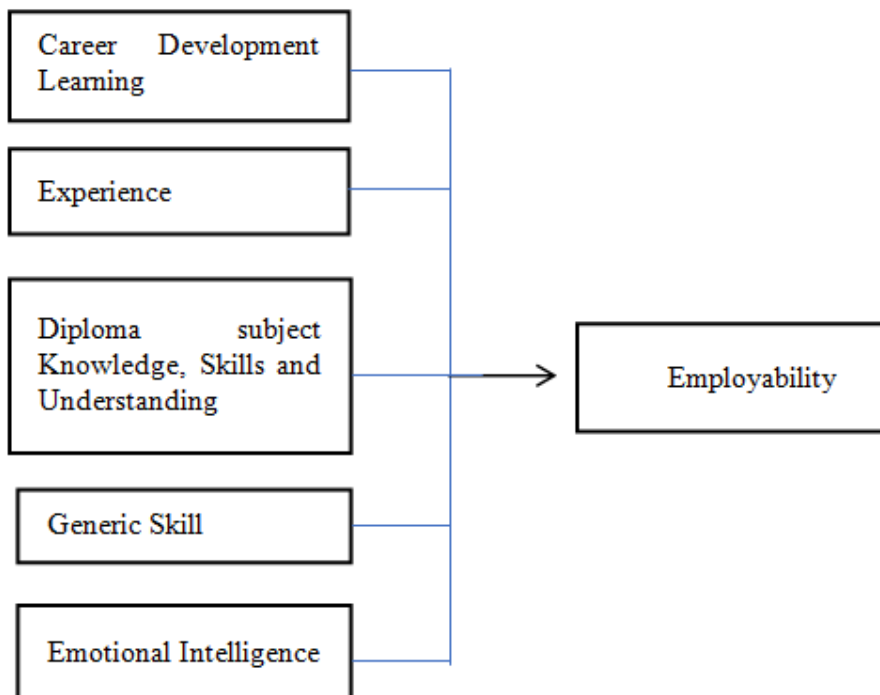 Career Development
Learning
Experience
Diploma subject
Knowledge, Skills and
Understanding
Employability
Generic Skill
Emotional Intelligence